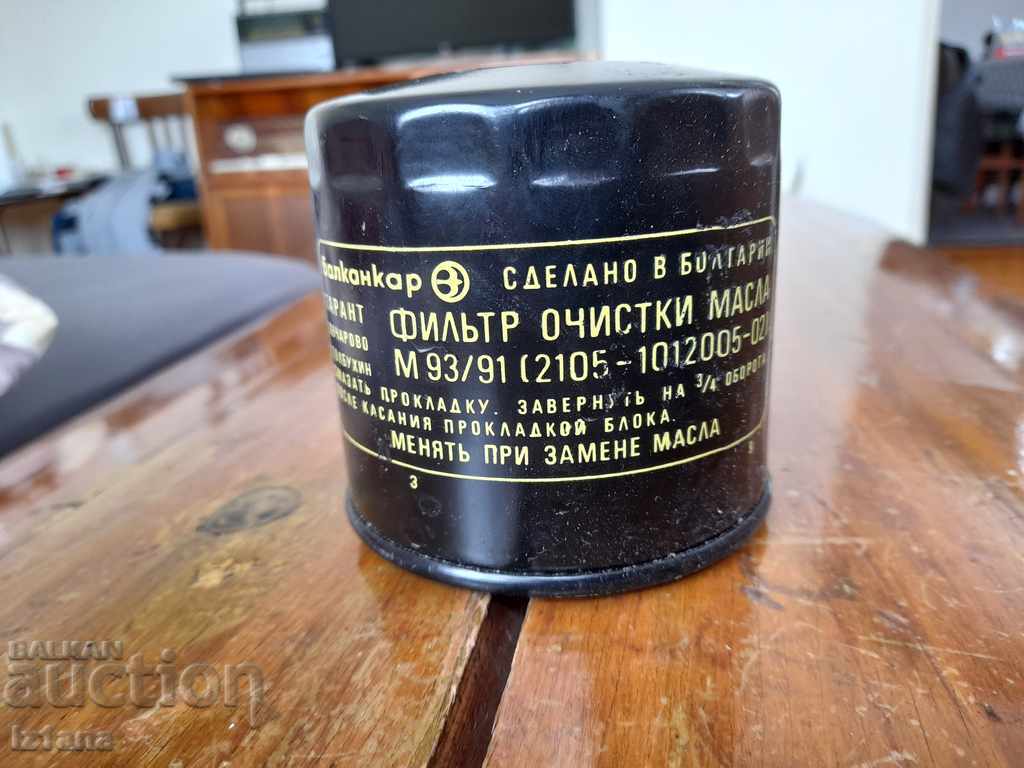 Балканкар СДЕЛАНО В БОЛГАРИИ
ГАРАНТ ФИЛЬТР ОЧИСТКИ МАСЛА
М 93/91 (2105-1012005-02)
ПРОКЛАДКУ. ЗАВЕРНУТЬ НА 3/4 ОБОРОТА
КАСАНИЯ ПРОКЛАДКОЙ БЛОКА.
МЕНЯТЬ ПРИ ЗАМЕНЕ МАСЛА
3
BALKAN
auction
Iztana